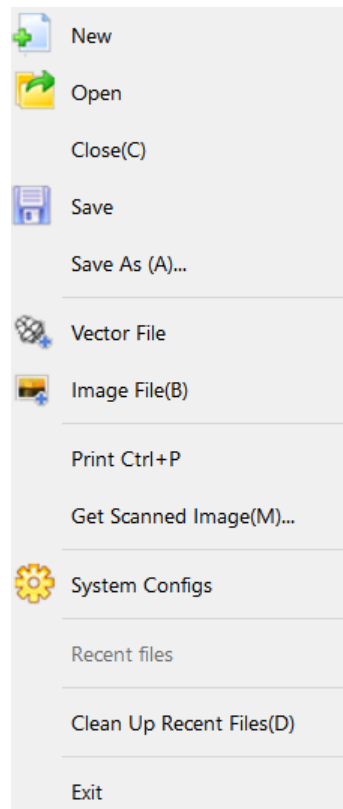 New
Open
Close(C)
Save
Save As (A)...
Vector File
Image File(B)
Print Ctrl+P
Get Scanned Image(M)...
System Configs
Recent files
Clean Up Recent Files(D)
Exit